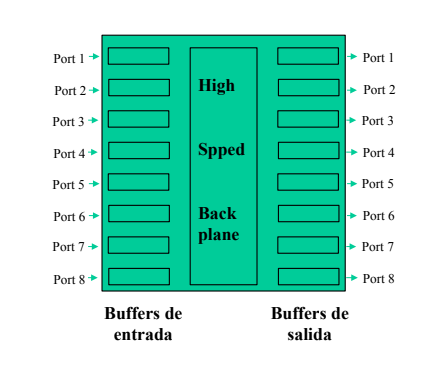 Port 1
Port 2
Port 3
Port 4
Port 5
Port 6
Port 7
Port 8
High
Spped
Back
plane
Port 1
Port 2
Port 3
Port 4
Port 5
Port 6
Port 7
Port 8
Buffers de
entrada
Buffers de
salida